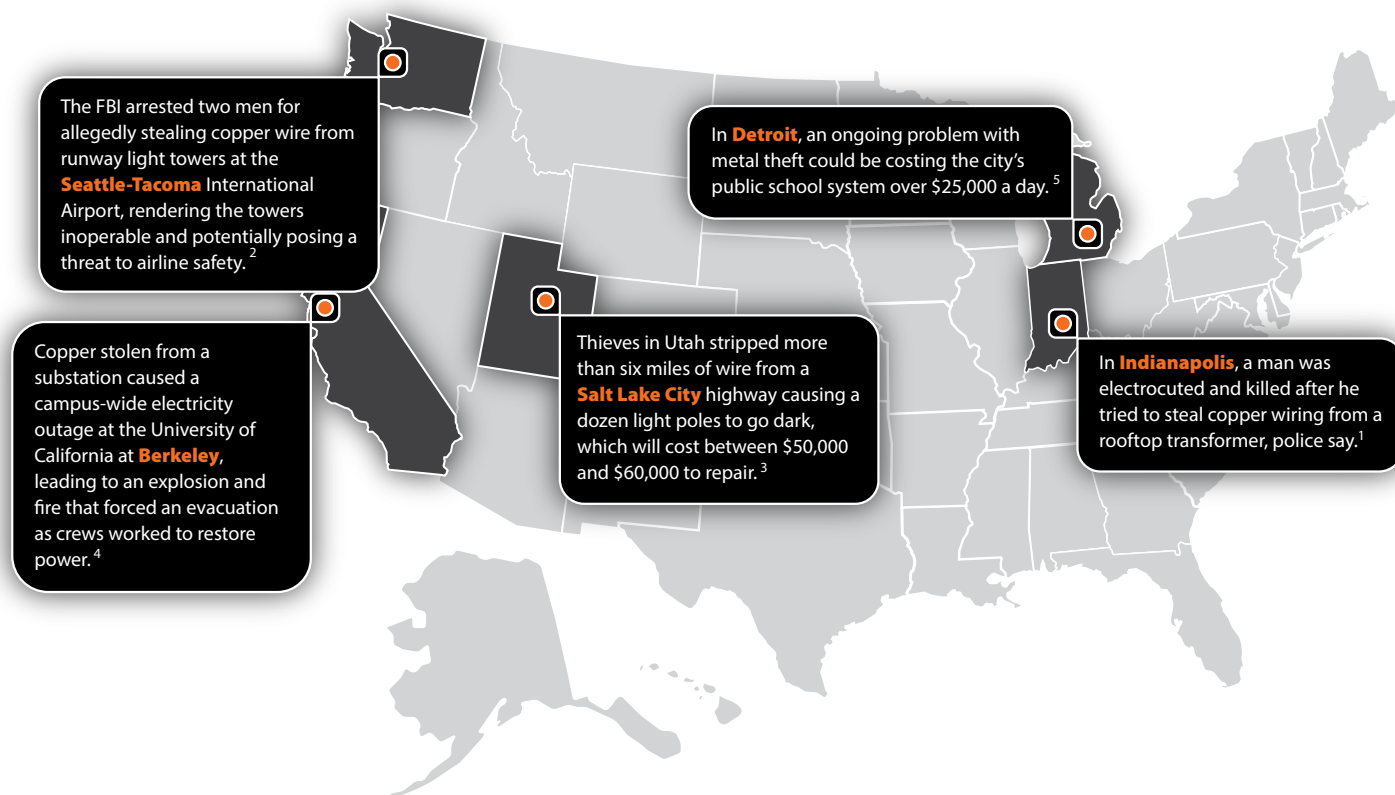 The FBI arrested two men for
allegedly stealing copper wire from
runway light towers at the
Seattle-Tacoma International
Airport, rendering the towers
inoperable and potentially posing a
threat to airline safety. 2
In Detroit, an ongoing problem with
metal theft could be costing the city’s
public school system over $25,000 a day. 5
Copper stolen from a
substation caused a
campus-wide electricity
outage at the University of
California at Berkeley,
leading to an explosion and
fire that forced an evacuation
as crews worked to restore
power. 4
Thieves in Utah stripped more
than six miles of wire from a
Salt Lake City highway causing a
dozen light poles to go dark,
which will cost between $50,000
and $60,000 to repair. 3
In Indianapolis, a man was
electrocuted and killed after he
tried to steal copper wiring from a
rooftop transformer, police say.1